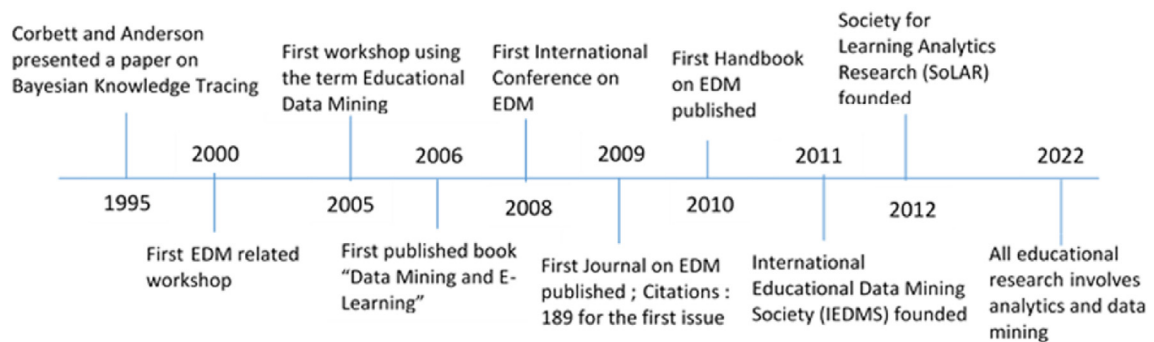 Corbett and Anderson
presented a paper on
Bayesian Knowledge Tracing
First workshop using
the term Educational
Data Mining
First International
Conference on
EDM
First Handbook
on EDM
published
Society for
Learning Analytics
Research (SoLAR)
founded
2000
2006
2009
2011
2022
1995
2005
2008
2010
2012
First EDM related
workshop
First published book
“Data Mining and E-
Learning”
First Journal on EDM
published ; Citations :
189 for the first issue
International
Educational Data Mining
Society (IEDMS) founded
All educational
research involves
analytics and data
mining